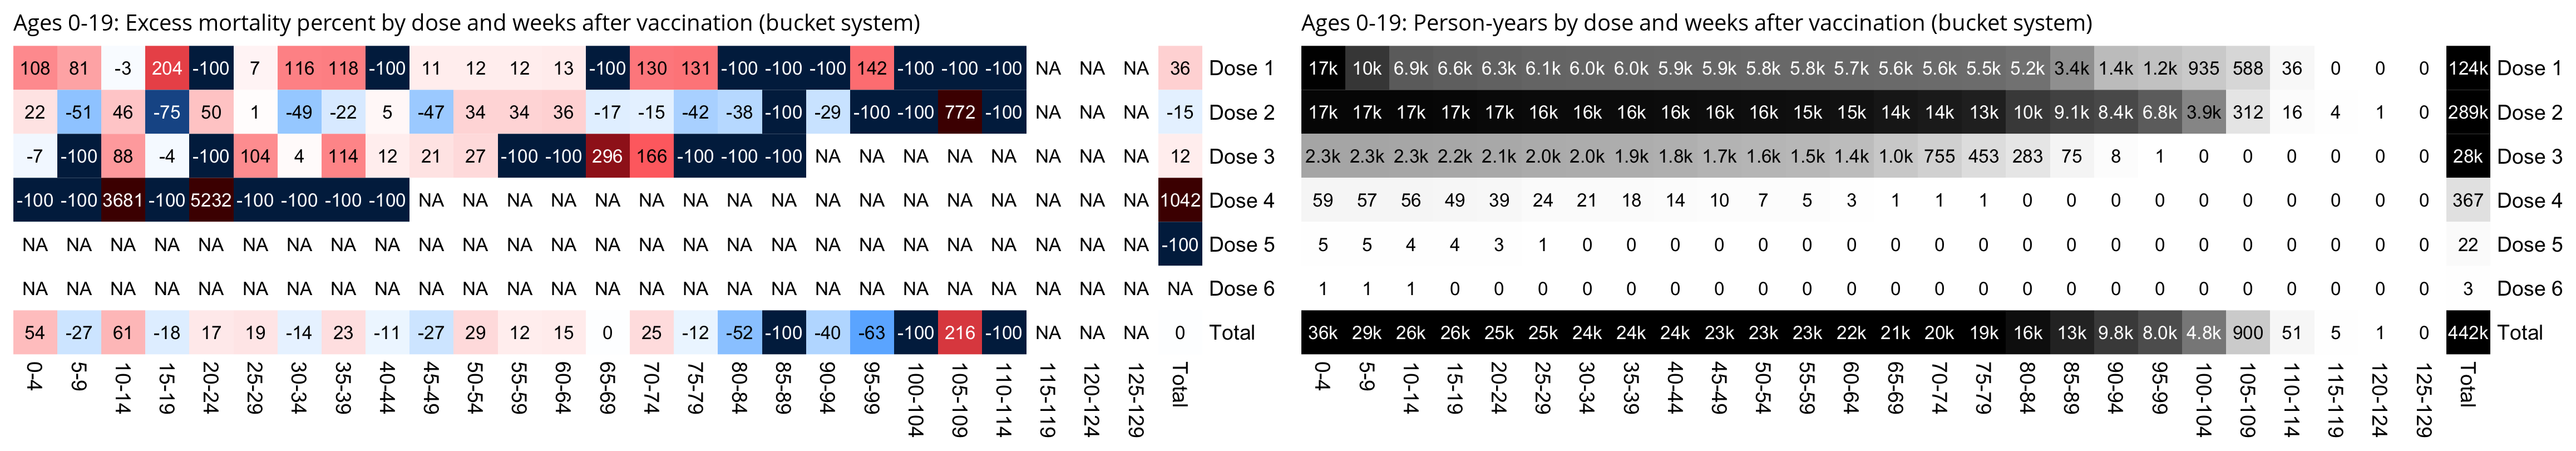 Ages 0-19: Excess mortality percent by dose and weeks after vaccination (bucket system)
108 81 -3 204 -100 7 116 118 -100 11 12 12 13 -100 130 131 -100 -100 -100 142 -100 -100 -100 NA NA NA 36 Dose 1
22 -51 46 -75 50 1 -49 -22 5 -47 34 34 36 -17 -15 -42 -38 -100 -29 -100 -100 772 -100 NA NA NA -15 Dose 2
-7 -100 88 -4 -100 104 4 114 12 21 27 -100 -100 296 166 -100 -100 -100 NA NA NA NA NA NA NA NA 12 Dose 3
-100 -100 3681 -100 5232 -100 -100 -100 -100 NA NA NA NA NA NA NA NA NA NA NA NA NA NA NA NA NA 1042 Dose 4
NA NA NA NA NA NA NA NA NA NA NA NA NA NA NA NA NA NA NA NA NA NA NA NA NA NA -100 Dose 5
NA NA NA NA NA NA NA NA NA NA NA NA NA NA NA NA NA NA NA NA NA NA NA NA NA NA NA Dose 6
54 -27 61 -18 17 19 -14 23 -11 -27 29 12 15 0 25 -12 -52 -100 -40 -63 -100 216 -100 NA NA NA 0 Total
0-4 5-9 10-14 15-19 20-24 25-29 30-34 35-39 40-44 45-49 50-54 55-59 60-64 65-69 70-74 75-79 80-84 85-89 90-94 95-99 100-104 105-109 110-114 115-119 120-124 125-129 Total
Ages 0-19: Person-years by dose and weeks after vaccination (bucket system)
17k 10k 6.9k 6.6k 6.3k 6.1k 6.0k 6.0k 5.9k 5.9k 5.8k 5.8k 5.7k 5.6k 5.6k 5.5k 5.2k 3.4k 1.4k 1.2k 935 588 36 0 0 0 124k Dose 1
17k 17k 17k 17k 17k 16k 16k 16k 16k 16k 16k 15k 15k 14k 14k 13k 10k 9.1k 8.4k 6.8k 3.9k 312 16 4 1 0 289k Dose 2
2.3k 2.3k 2.3k 2.2k 2.1k 2.0k 2.0k 1.9k 1.8k 1.7k 1.6k 1.5k 1.4k 1.0k 755 453 283 75 8 1 0 0 0 0 0 0 28k Dose 3
59 57 56 49 39 24 21 18 14 10 7 5 3 1 1 1 0 0 0 0 0 0 0 0 0 0 367 Dose 4
5 5 4 4 3 1 0 0 0 0 0 0 0 0 0 0 0 0 0 0 0 0 0 0 0 0 22 Dose 5
1 1 1 0 0 0 0 0 0 0 0 0 0 0 0 0 0 0 0 0 0 0 0 0 0 0 3 Dose 6
36k 29k 26k 26k 25k 25k 24k 24k 24k 23k 23k 23k 22k 21k 20k 19k 16k 13k 9.8k 8.0k 4.8k 900 51 5 1 0 442k Total
0-4 5-9 10-14 15-19 20-24 25-29 30-34 35-39 40-44 45-49 50-54 55-59 60-64 65-69 70-74 75-79 80-84 85-89 90-94 95-99 100-104 105-109 110-114 115-119 120-124 125-129 Total